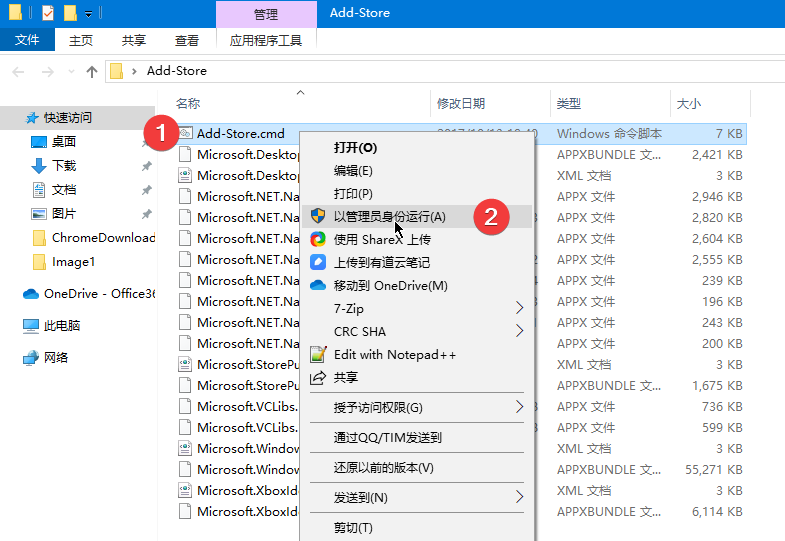 管理
Add-Store
文件
主页
共享
查看
应用程序工具
Add-Store
名称
修改日期
类型
大小
快速访问
桌面
下载
文档
图片
ChromeDownload
Image1
OneDrive - Office36
此电脑
网络
1
Add-Store.cmd
Windows 命令脚本
7 KB
Microsoft.Desktop
APPXBUNDLE 文...
2,421 KB
Microsoft.Desktop
XML 文档
3 KB
Microsoft.NET.Na
APPX 文件
2,946 KB
Microsoft.NET.Na
APPX 文件
2,820 KB
Microsoft.NET.Na
APPX 文件
2,604 KB
Microsoft.NET.Na
APPX 文件
2,555 KB
Microsoft.NET.Na
APPX 文件
239 KB
Microsoft.NET.Na
APPX 文件
196 KB
Microsoft.NET.Na
APPX 文件
243 KB
Microsoft.NET.Na
APPX 文件
200 KB
Microsoft.StorePu
XML 文档
3 KB
Microsoft.StorePu
APPXBUNDLE 文...
1,675 KB
Microsoft.VCLibs.
APPX 文件
736 KB
Microsoft.VCLibs.
APPX 文件
599 KB
Microsoft.Window
XML 文档
3 KB
Microsoft.Window
APPXBUNDLE 文...
55,271 KB
Microsoft.XboxId
XML 文档
3 KB
Microsoft.XboxId
APPXBUNDLE 文...
6,114 KB
打开(O)
编辑(E)
打印(P)
以管理员身份运行(A)
2
使用 ShareX 上传
上传到有道云笔记
移动到 OneDrive(M)
7-Zip
CRC SHA
Edit with Notepad++
共享
授予访问权限(G)
通过QQ/TIM发送到
还原以前的版本(V)
发送到(N)
剪切(T)